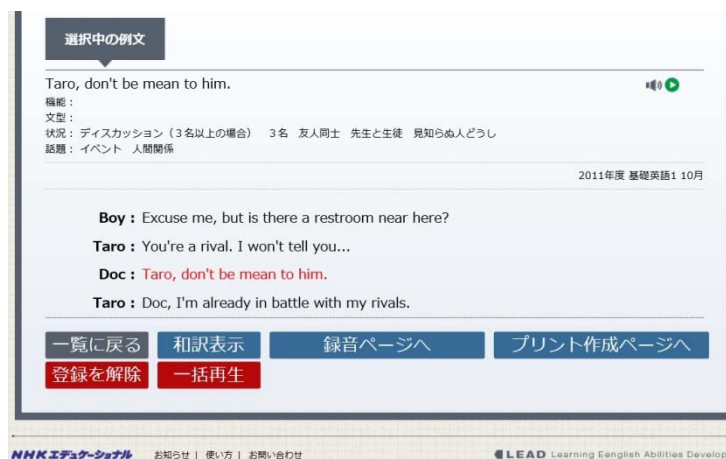 選択中の例文
Taro, don't be mean to him.
機能：
文型：
状況： ディスカッション（３名以上の場合） ３名 友人同士 先生と生徒 見知らぬ人どうし
話題： イベント 人間関係
2011年度 基礎英語1 10月
Boy : Excuse me, but is there a restroom near here?
Taro : You're a rival. I won't tell you...
Doc : Taro, don't be mean to him.
Taro : Doc, I'm already in battle with my rivals.
一覧に戻る 和訳表示 録音ページへ プリント作成ページへ
登録を解除 一括再生
NHKエデュケーショナル お知らせ | 使い方 | お問い合わせ LEAD Learning Eenglish Abilities Develop